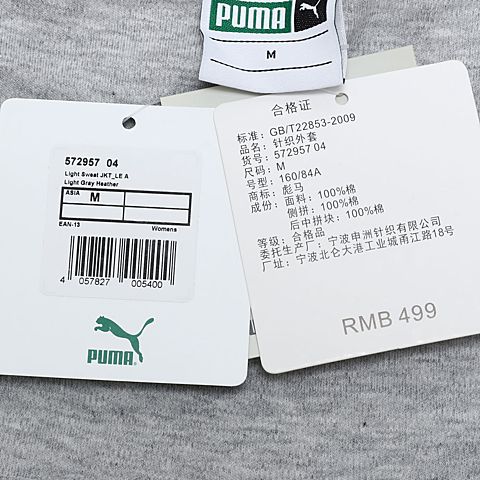 PUMA
M
572957 04
Light Sweat JKT_LE A
Light Gray Heather
ASIA M
EAN-13 Womens
4 057827 005400
PUMA
合格证
标准: GB/T22853-2009
品名: 针织外套
货号: 572957 04
尺码: M
号型: 160/84A
商标: 彪马
成份: 面料: 100%棉
侧拼: 100%棉
后中拼块: 100%棉
等级: 合格品
委托生产厂: 宁波申洲针织有限公司
厂址: 宁波北仑大港工业城甬江路18号
RMB 499